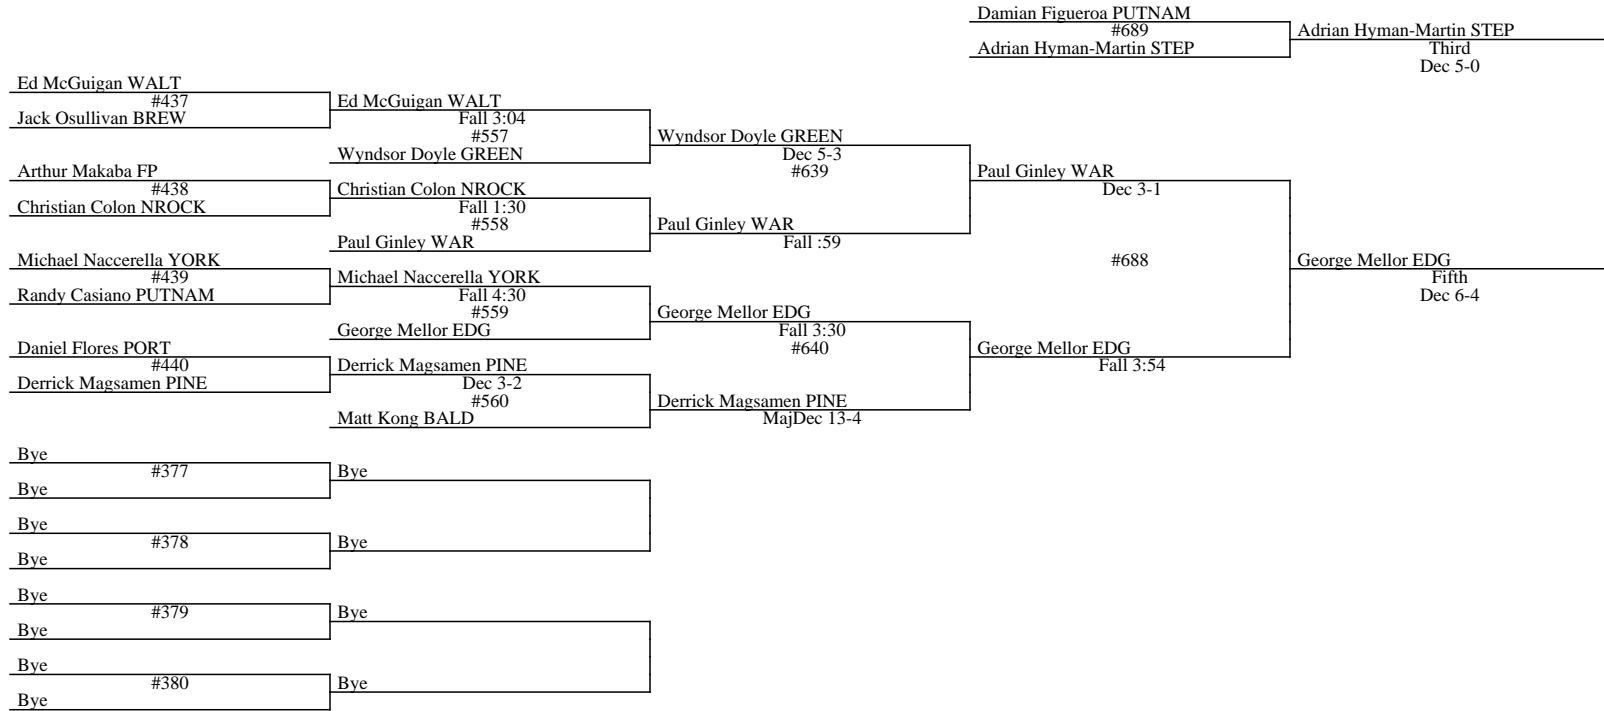 Damian Figueroa PUTNAM
#689
Adrian Hyman-Martin STEP
Adrian Hyman-Martin STEP
Third
Dec 5-0
Ed McGuigan WALT
#437
Jack Osullivan BREW
Arthur Makaba FP
#438
Christian Colon NROCK
Michael Naccerella YORK
#439
Randy Casiano PUTNAM
Daniel Flores PORT
#440
Derrick Magsamen PINE
Ed McGuigan WALT
Fall 3:04
#557
Wyndsor Doyle GREEN
Christian Colon NROCK
Fall 1:30
#558
Paul Ginley WAR
Michael Naccerella YORK
Fall 4:30
#559
George Mellor EDG
Derrick Magsamen PINE
Dec 3-2
#560
Matt Kong BALD
Wyndsor Doyle GREEN
Dec 5-3
#639
Paul Ginley WAR
Fall :59
George Mellor EDG
Fall 3:30
#640
Derrick Magsamen PINE
MajDec 13-4
Paul Ginley WAR
Dec 3-1
#688
George Mellor EDG
Fall 3:54
George Mellor EDG
Fifth
Dec 6-4
Bye
#377
Bye
Bye
#378
Bye
Bye
#379
Bye
Bye
#380
Bye
Bye
Bye
Bye
Bye